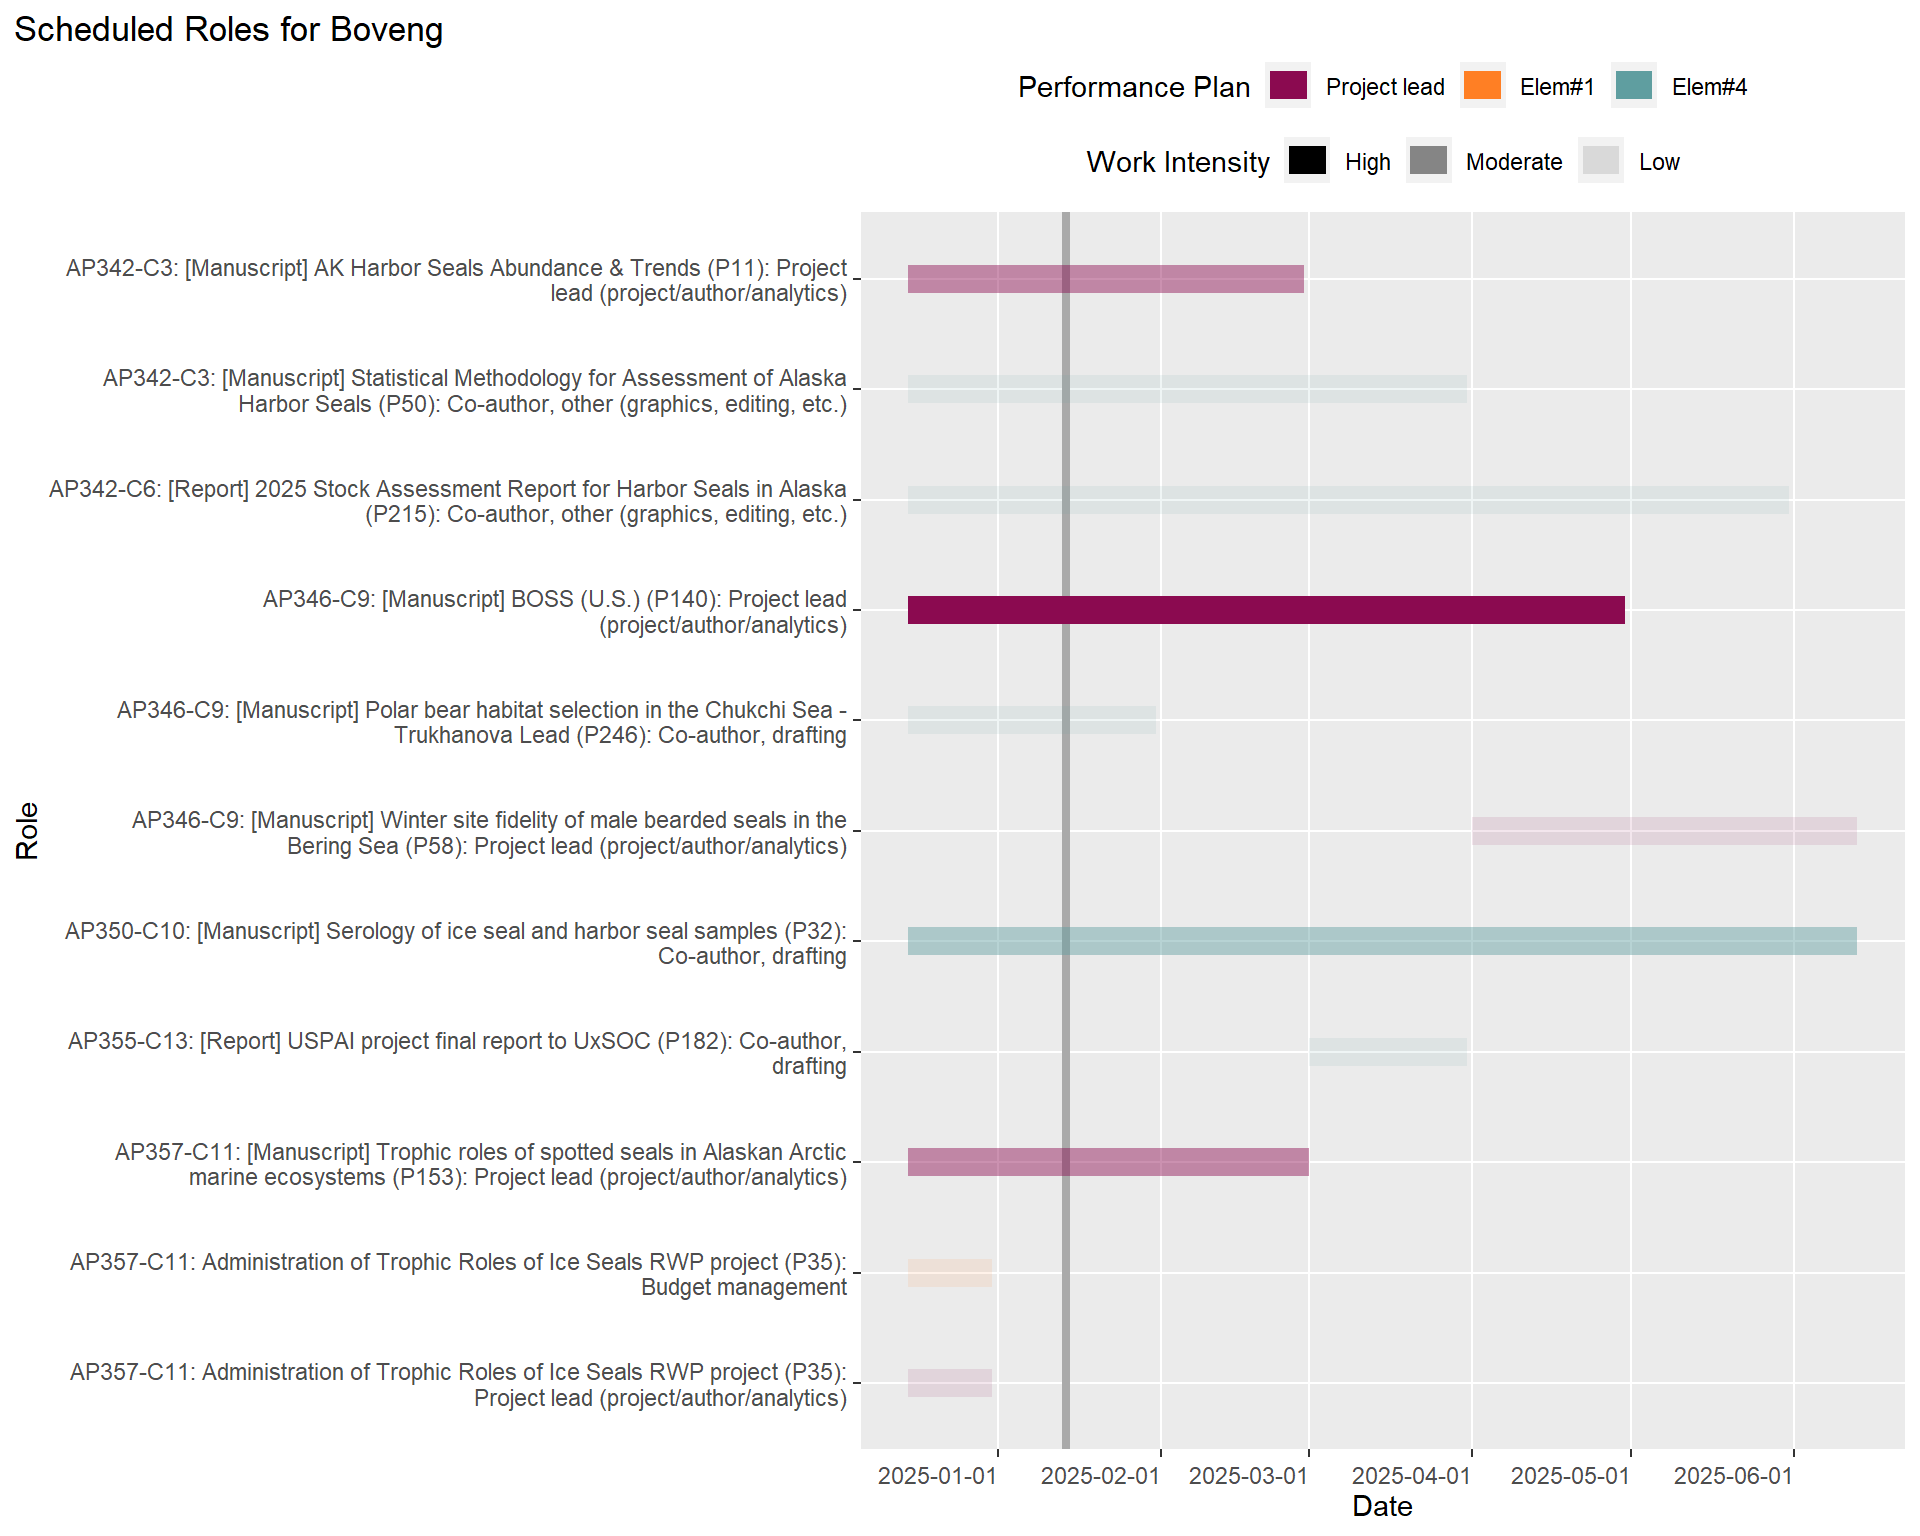 Scheduled Roles for Boveng
Performance Plan Project lead Elem#1 Elem#4
Work Intensity High Moderate Low
AP342-C3: [Manuscript] AK Harbor Seals Abundance & Trends (P11): Project
lead (project/author/analytics)
AP342-C3: [Manuscript] Statistical Methodology for Assessment of Alaska
Harbor Seals (P50): Co-author, other (graphics, editing, etc.)
AP342-C6: [Report] 2025 Stock Assessment Report for Harbor Seals in Alaska
(P215): Co-author, other (graphics, editing, etc.)
AP346-C9: [Manuscript] BOSS (U.S.) (P140): Project lead
(project/author/analytics)
AP346-C9: [Manuscript] Polar bear habitat selection in the Chukchi Sea -
Trukhanova Lead (P246): Co-author, drafting
AP346-C9: [Manuscript] Winter site fidelity of male bearded seals in the
Bering Sea (P58): Project lead (project/author/analytics)
AP350-C10: [Manuscript] Serology of ice seal and harbor seal samples (P32):
Co-author, drafting
AP355-C13: [Report] USPAI project final report to UxSOC (P182): Co-author,
drafting
AP357-C11: [Manuscript] Trophic roles of spotted seals in Alaskan Arctic
marine ecosystems (P153): Project lead (project/author/analytics)
AP357-C11: Administration of Trophic Roles of Ice Seals RWP project (P35):
Budget management
AP357-C11: Administration of Trophic Roles of Ice Seals RWP project (P35):
Project lead (project/author/analytics)
Role
2025-01-01 2025-02-01 2025-03-01 2025-04-01 2025-05-01 2025-06-01
Date